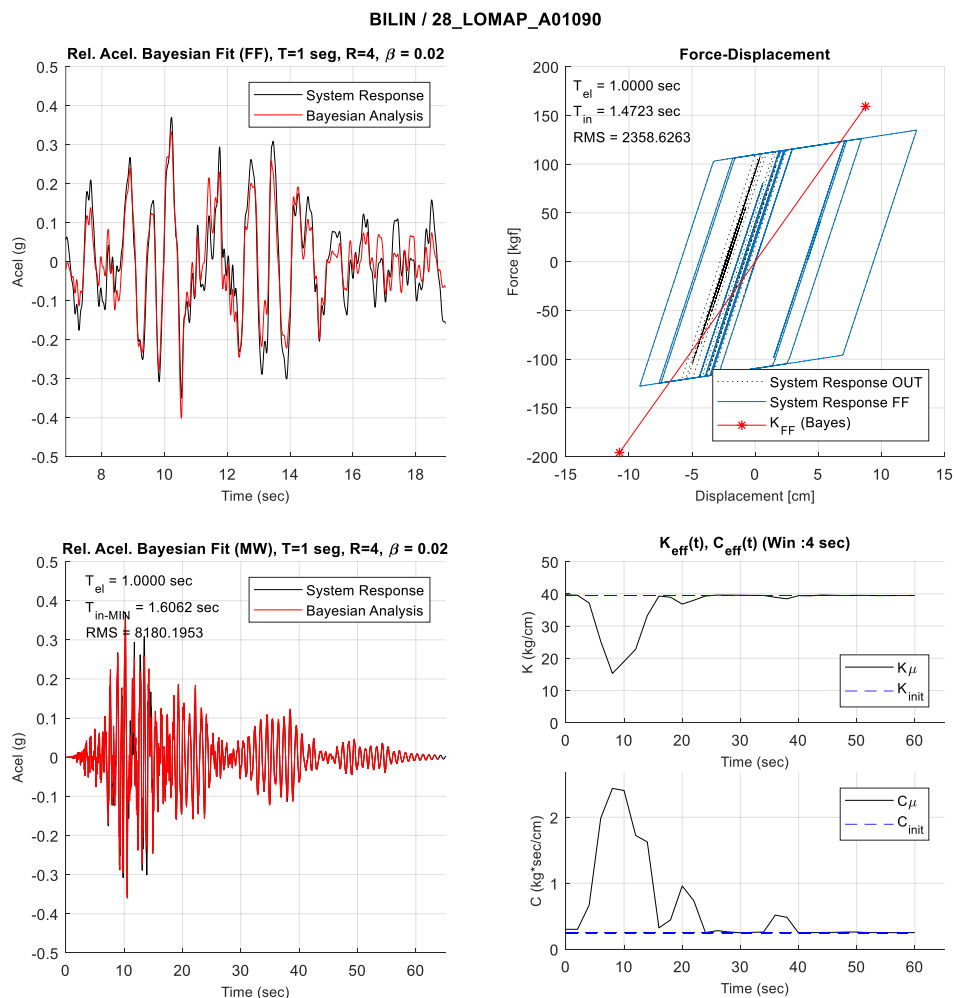 BILIN / 28_LOMAP_A01090
Rel. Acel. Bayesian Fit (FF), T=1 seg, R=4, β = 0.02
0.5
0.4
0.3
0.2
0.1
0
-0.1
-0.2
-0.3
-0.4
-0.5
Acel (g)
System Response
Bayesian Analysis
8 10 12 14 16 18
Time (sec)
Force-Displacement
200
150
100
50
0
-50
-100
-150
-200
Force [kgf]
T_el = 1.0000 sec
T_in = 1.4723 sec
RMS = 2358.6263
System Response OUT
System Response FF
K_FF (Bayes)
-15 -10 -5 0 5 10 15
Displacement [cm]
Rel. Acel. Bayesian Fit (MW), T=1 seg, R=4, β = 0.02
0.5
0.4
0.3
0.2
0.1
0
-0.1
-0.2
-0.3
-0.4
-0.5
Acel (g)
T_el = 1.0000 sec
T_in-MIN = 1.6062 sec
RMS = 8180.1953
System Response
Bayesian Analysis
0 10 20 30 40 50 60
Time (sec)
K_eff(t), C_eff(t) (Win :4 sec)
50
40
30
20
10
0
K (kg/cm)
Kμ
K_init
0 10 20 30 40 50 60
Time (sec)
2
1
0
C (kg*sec/cm)
Cμ
C_init
0 10 20 30 40 50 60
Time (sec)